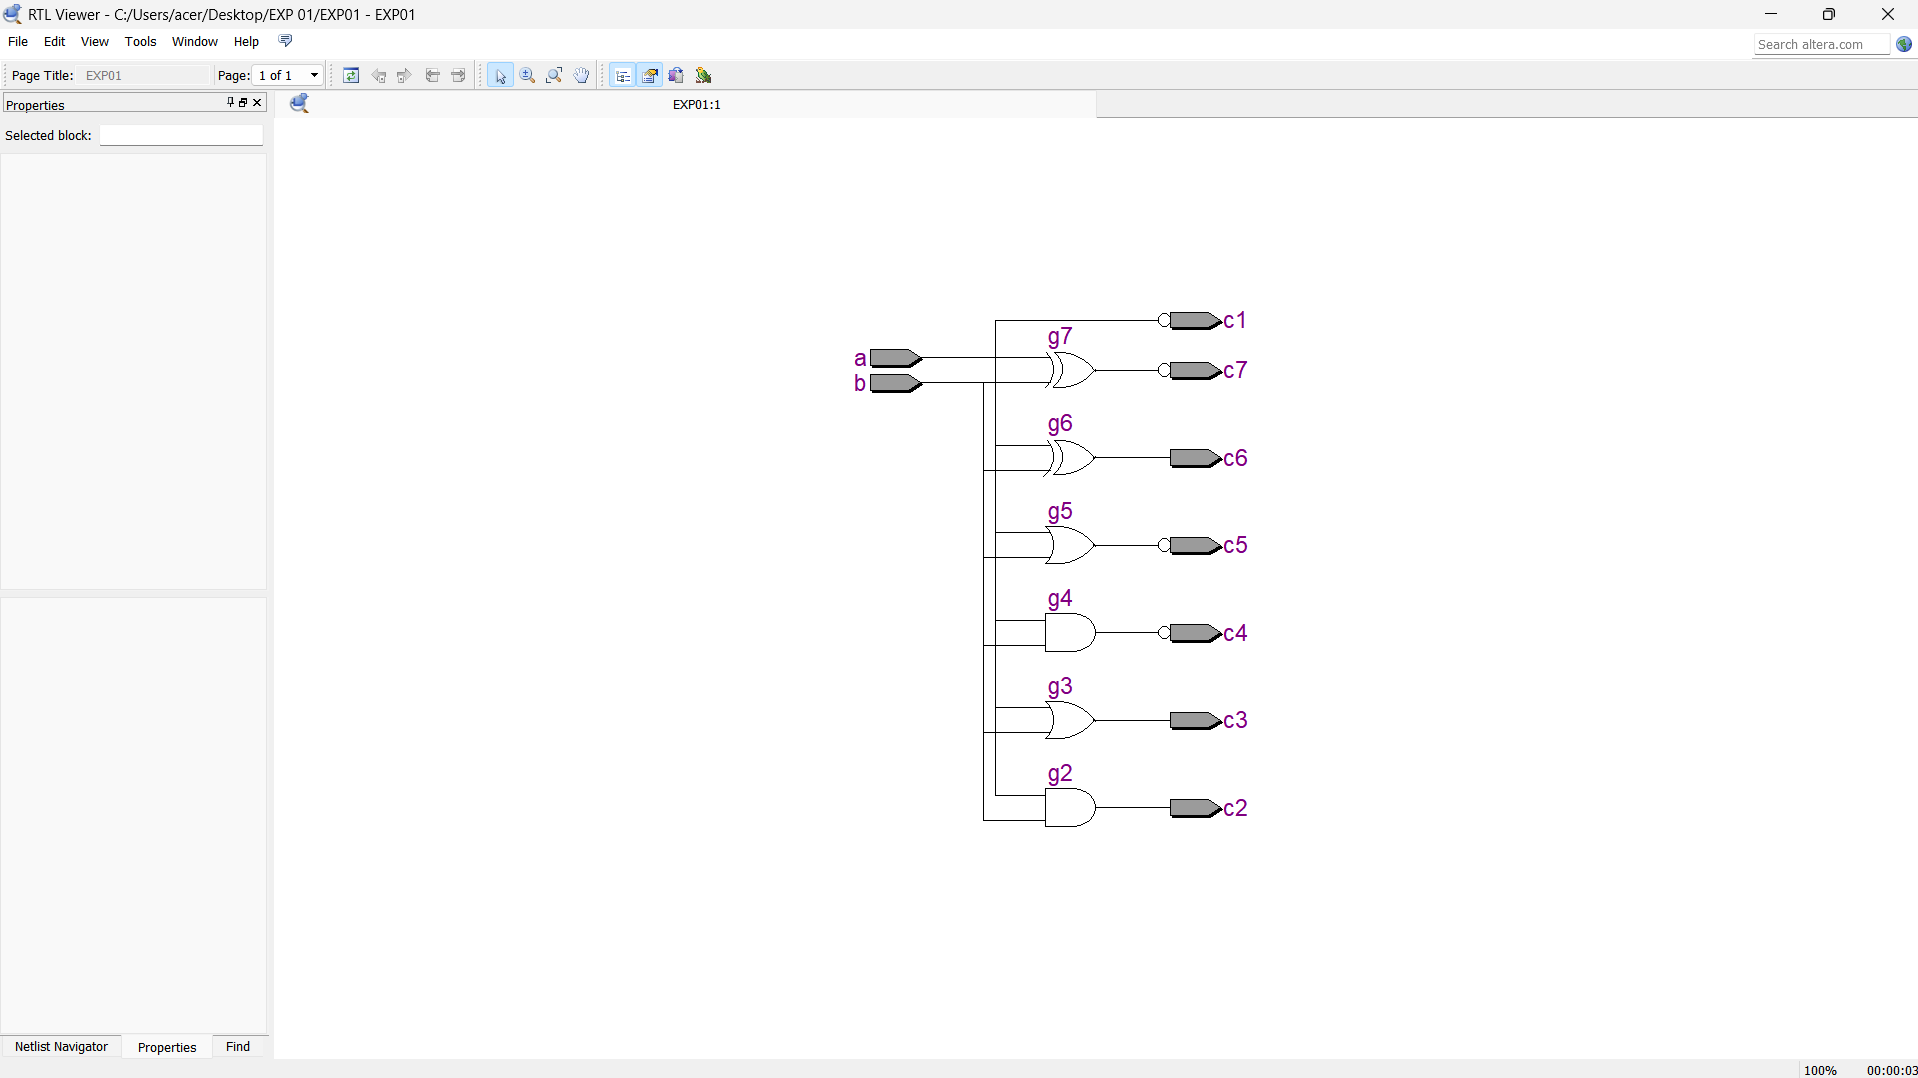 RTL Viewer - C:/Users/acer/Desktop/EXP 01/EXP01 - EXP01
File Edit View Tools Window Help
Search altera.com
Page Title: EXP01 Page: 1 of 1
Properties
EXP01:1
Selected block:
c1
g7
a
c7
b
g6
c6
g5
c5
g4
c4
g3
c3
g2
c2
Netlist Navigator Properties Find
100% 00:00:03